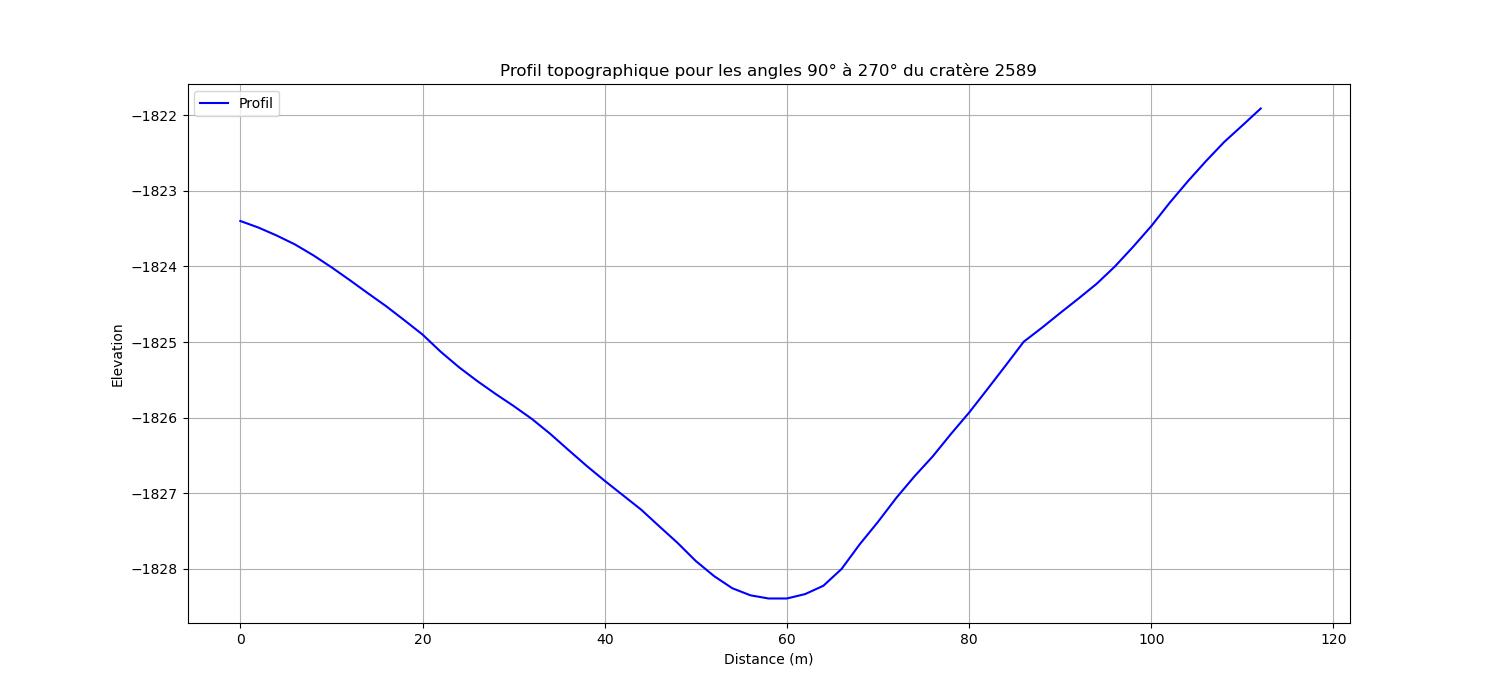 Profil topographique pour les angles 90° à 270° du cratère 2589
Profil
−1822
−1823
−1824
−1825
−1826
−1827
−1828
Elevation
0 20 40 60 80 100 120
Distance (m)